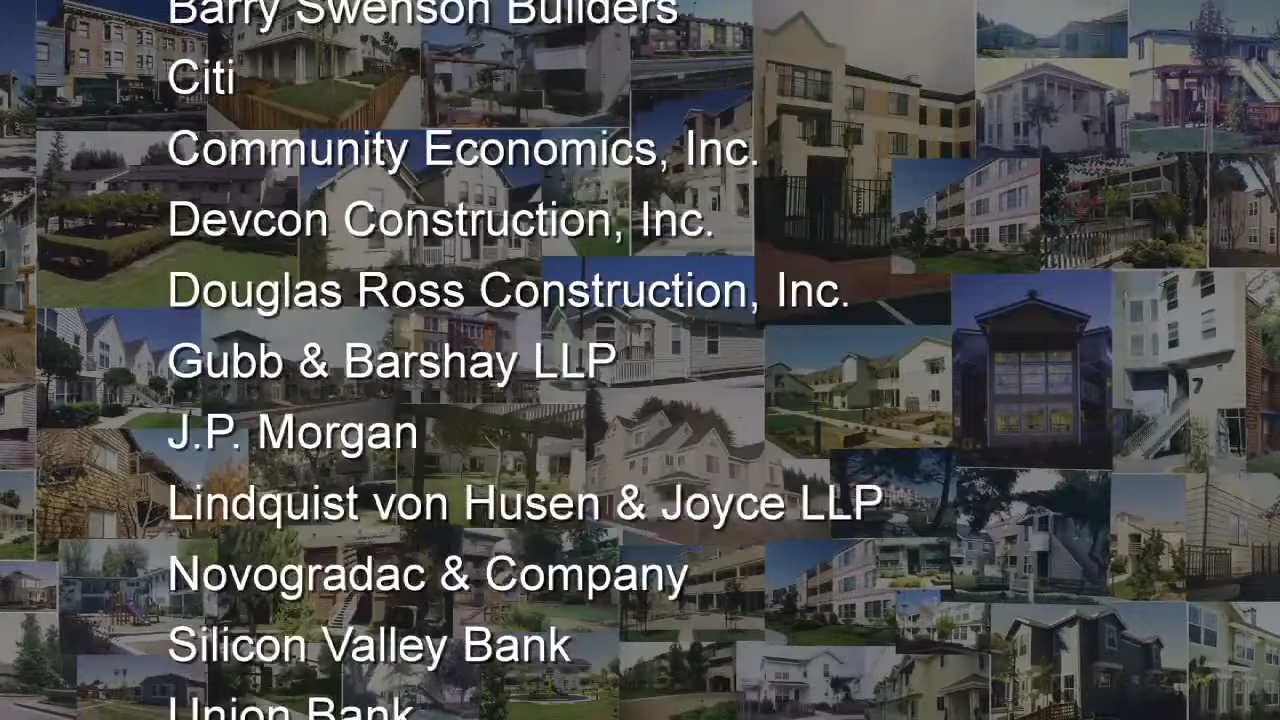 Barry Swenson Builders
Citi
Community Economics, Inc.
Devcon Construction, Inc.
Douglas Ross Construction, Inc.
Gubb & Barshay LLP
J.P. Morgan
Lindquist von Husen & Joyce LLP
Novogradac & Company
Silicon Valley Bank
Union Bank